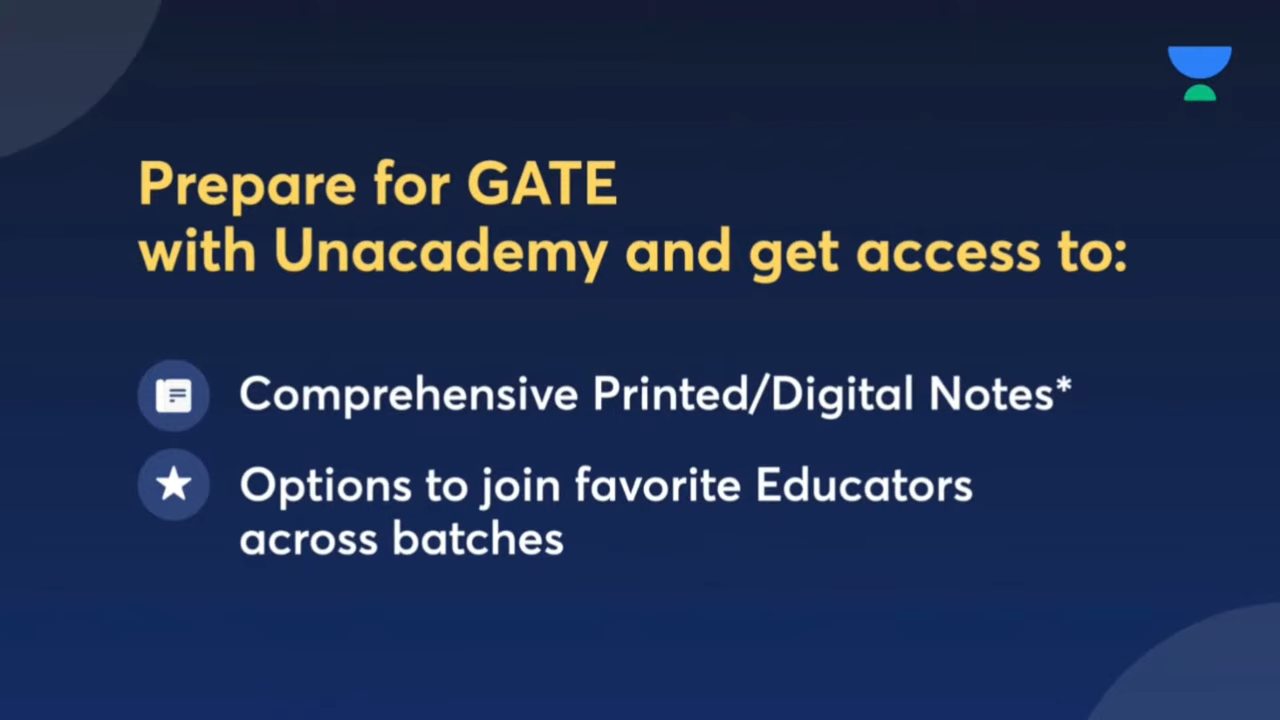 Prepare for GATE
with Unacademy and get access to:
Comprehensive Printed/Digital Notes*
Options to join favorite Educators
across batches